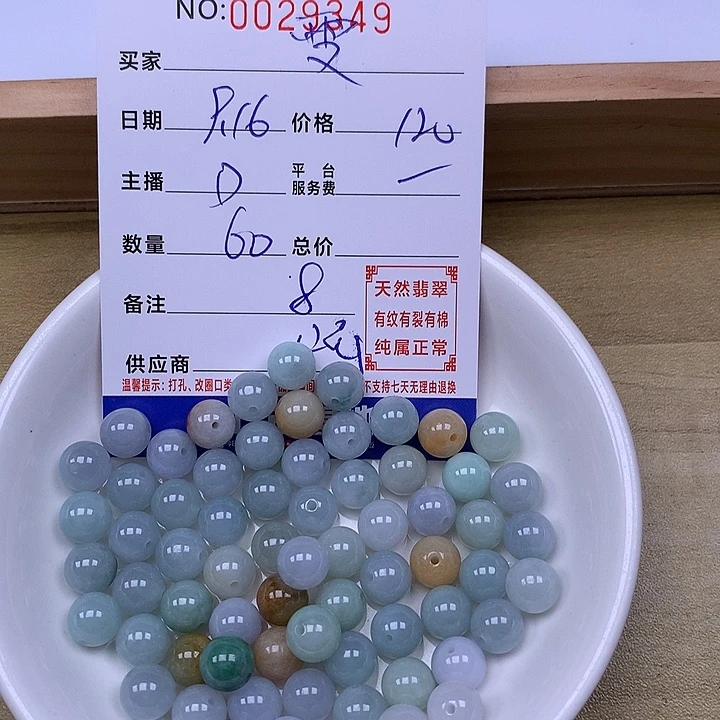 NO:0029349
买家
日期 9.16 价格 120
主播 D 平台服务费 一
数量 60 总价
备注 8
供应商
天然翡翠
有纹有裂有棉
纯属正常
温馨提示：打孔、改圈口类 不支持七天无理由退换